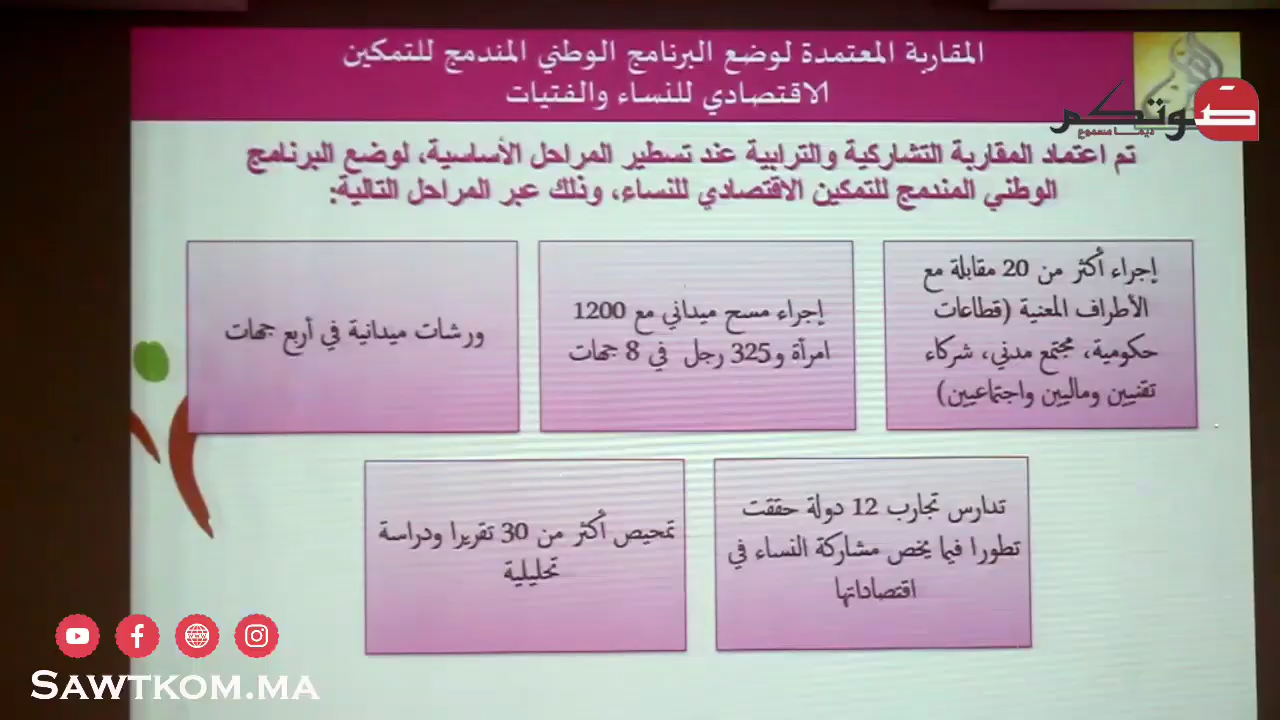 المقاربة المعتمدة لوضع البرنامج الوطني المندمج للتمكين
الاقتصادي للنساء والفتيات
صوتكم
ديما مسموع
تم اعتماد المقاربة التشاركية والترابية عند تسطير المراحل الأساسية، لوضع البرنامج
الوطني المندمج للتمكين الاقتصادي للنساء، وذلك عبر المراحل التالية:
إجراء أكثر من 20 مقابلة مع
الأطراف المعنية (قطاعات
حكومية، مجتمع مدني، شركاء
تقنيين وماليين واجتماعيين)
إجراء مسح ميداني مع 1200
امرأة و325 رجل في 8 جهات
ورشات ميدانية في أربع جهات
تدارس تجارب 12 دولة حققت
تطورا فيما يخص مشاركة النساء في
اقتصاداتها
تمحيص أكثر من 30 تقريرا ودراسة
تحليلية
SAWTKOM.MA